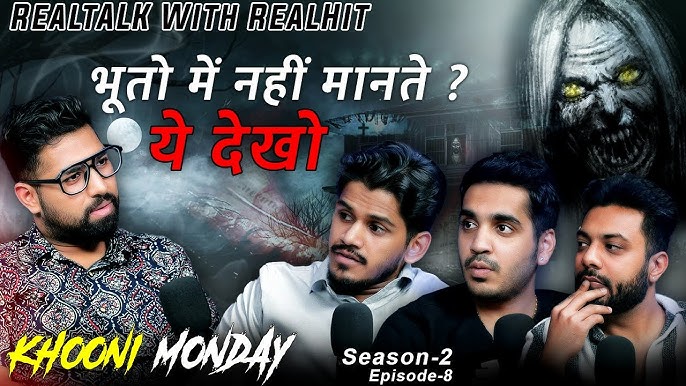 REALTALK WITH REALHIT
भूतो में नहीं मानते ?
ये देखो
KHOONI MONDAY
Season-2
Episode-8